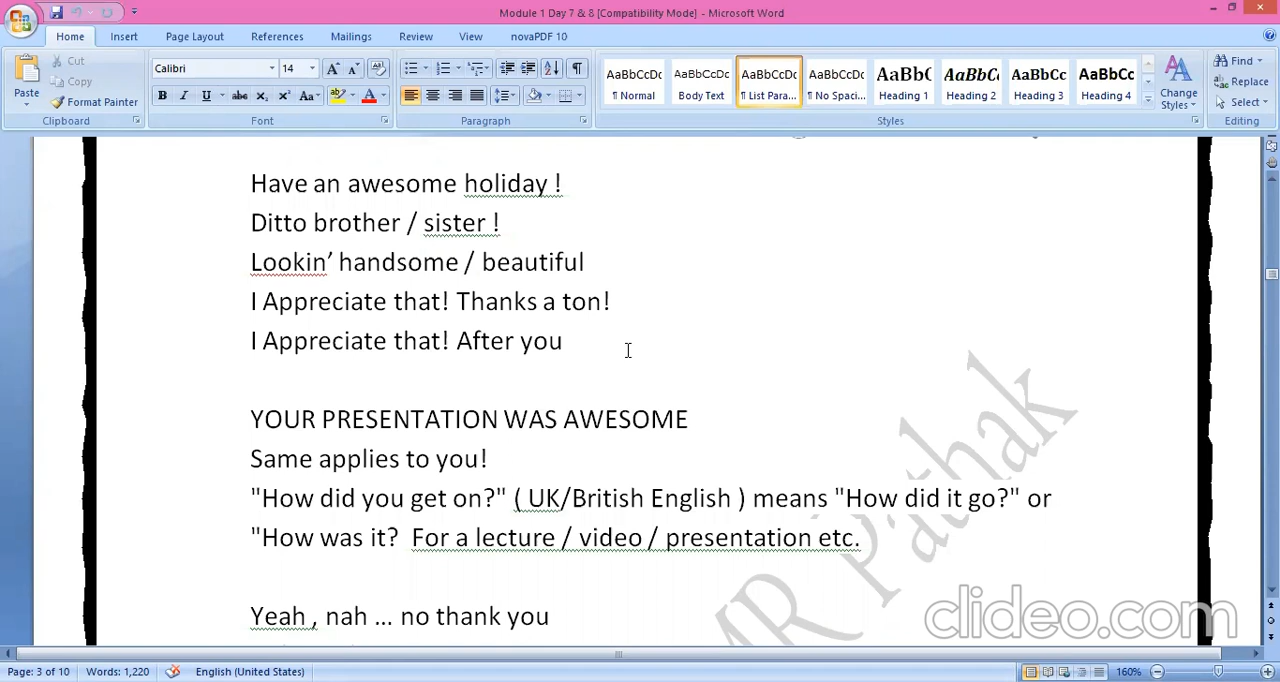 Module 1 Day 7 & 8 [Compatibility Mode] - Microsoft Word
Home Insert Page Layout References Mailings Review View novaPDF 10
Paste
Cut
Copy
Format Painter
Clipboard
Calibri 14
Font
Paragraph
AaBbCcDc AaBbCcDc AaBbCcDc AaBbCcDc AaBb( AaBbC AaBbCc AaBbCc
¶ Normal Body Text ¶ List Para... ¶ No Spaci... Heading 1 Heading 2 Heading 3 Heading 4
Change Styles
Styles
Find
Replace
Select
Editing
Have an awesome holiday !
Ditto brother / sister !
Lookin’ handsome / beautiful
I Appreciate that! Thanks a ton!
I Appreciate that! After you
YOUR PRESENTATION WAS AWESOME
Same applies to you!
"How did you get on?" ( UK/British English ) means "How did it go?" or
"How was it?  For a lecture / video / presentation etc.
Yeah , nah ... no thank you
MR Pathak
clideo.com
Page: 3 of 10 Words: 1,220 English (United States) 160%